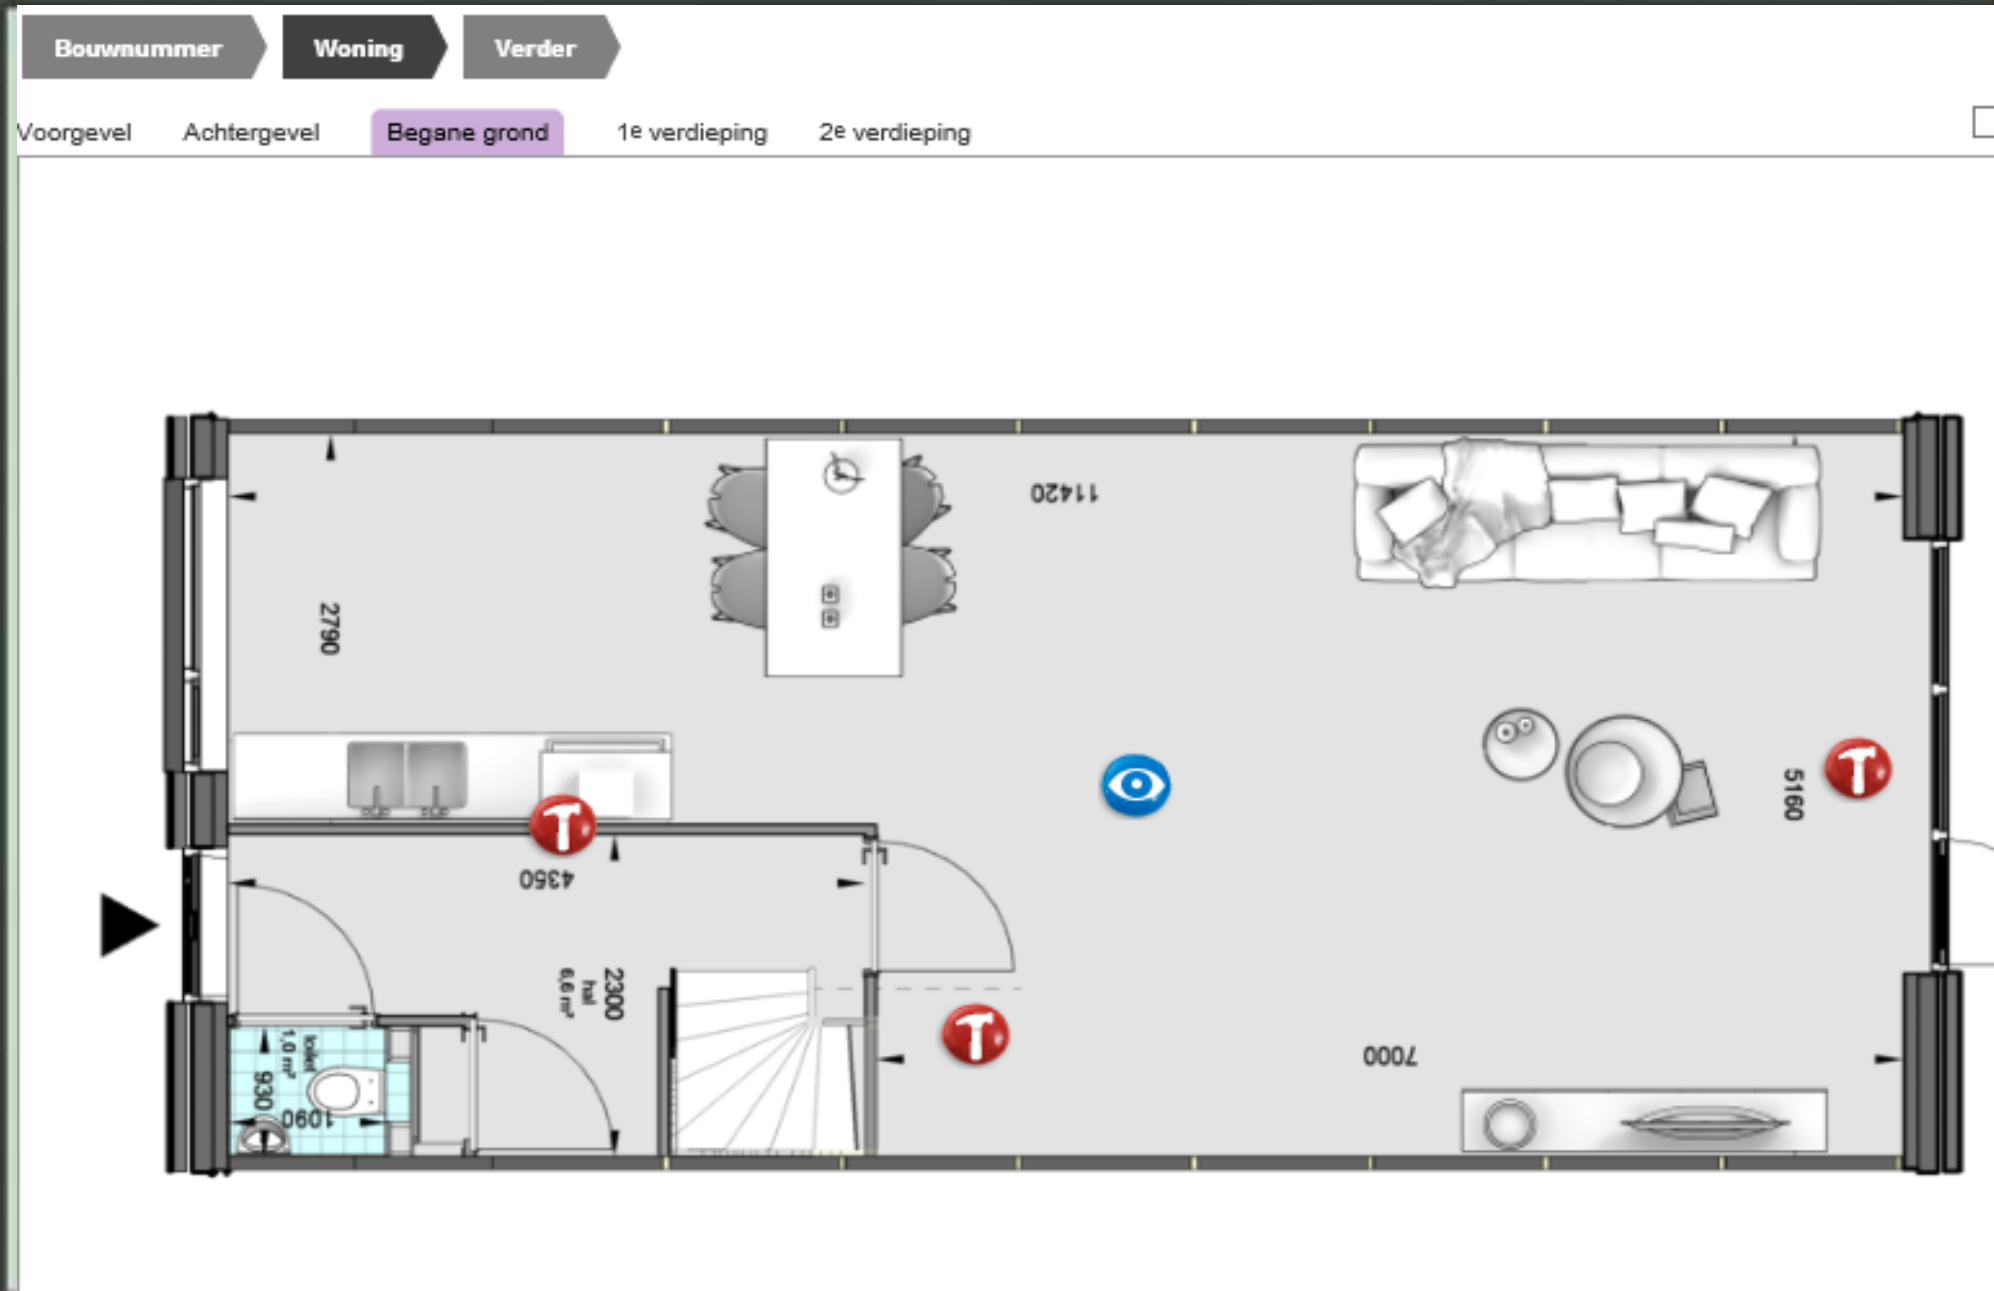 Bouwnummer
Woning
Verder
Voorgevel
Achtergevel
Begane grond
1e verdieping
2e verdieping
11420
2790
5160
4350
2300
hal
6,6 m²
toilet
1,0 m²
930
1090
7000